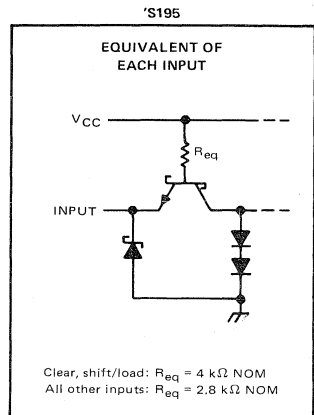 'S195
EQUIVALENT OF
EACH INPUT
VCC
Req
INPUT
Clear, shift/load: Req = 4 kΩ NOM
All other inputs: Req = 2.8 kΩ NOM